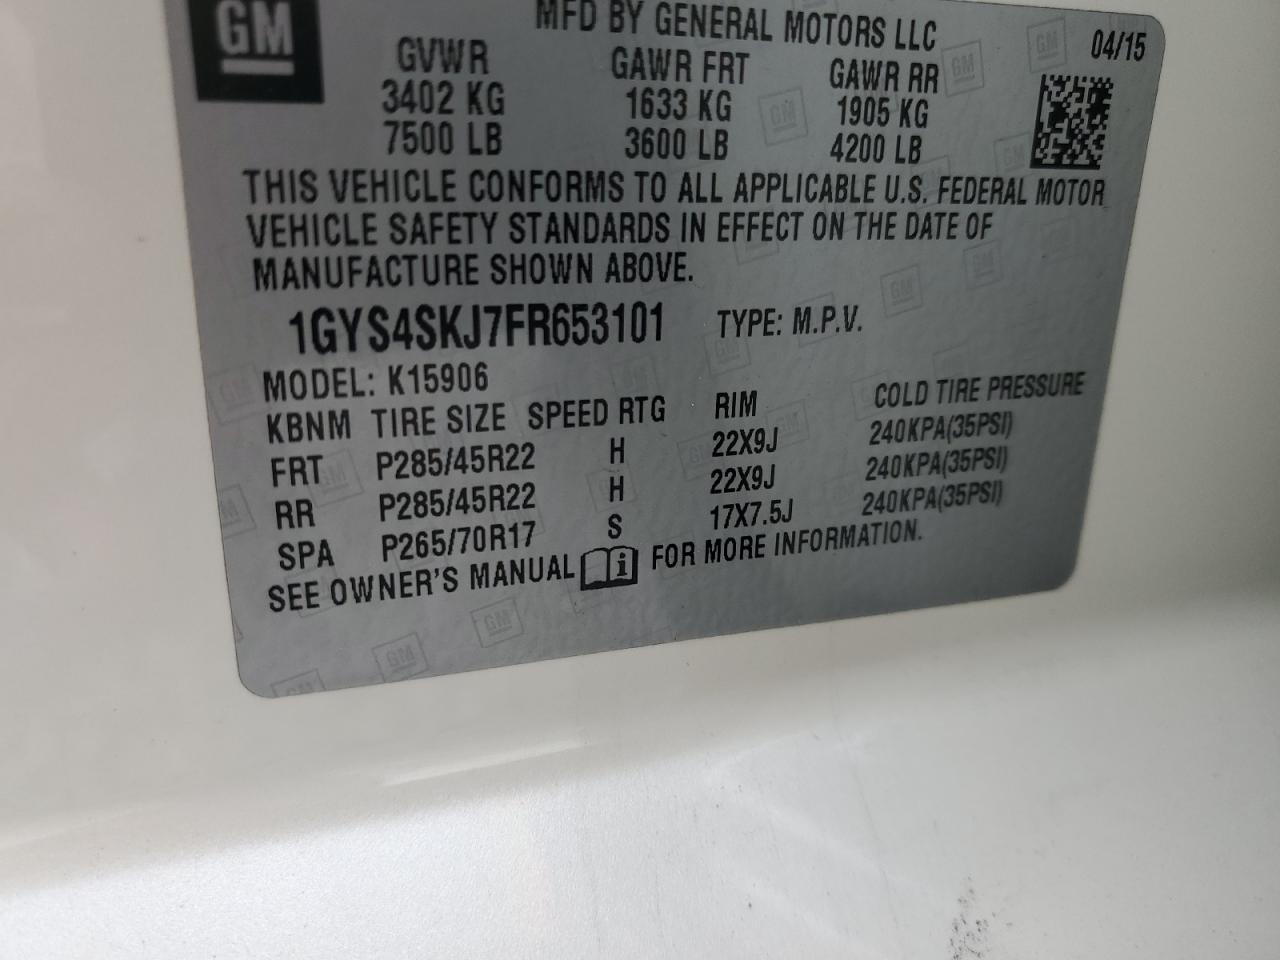 GM
MFD BY GENERAL MOTORS LLC 04/15
GVWR GAWR FRT GAWR RR
3402 KG 1633 KG 1905 KG
7500 LB 3600 LB 4200 LB
THIS VEHICLE CONFORMS TO ALL APPLICABLE U.S. FEDERAL MOTOR
VEHICLE SAFETY STANDARDS IN EFFECT ON THE DATE OF
MANUFACTURE SHOWN ABOVE.
1GYS4SKJ7FR653101 TYPE: M.P.V.
MODEL: K15906
KBNM TIRE SIZE SPEED RTG RIM COLD TIRE PRESSURE
FRT P285/45R22 H 22X9J 240KPA(35PSI)
RR P285/45R22 H 22X9J 240KPA(35PSI)
SPA P265/70R17 S 17X7.5J 240KPA(35PSI)
SEE OWNER'S MANUAL i FOR MORE INFORMATION.